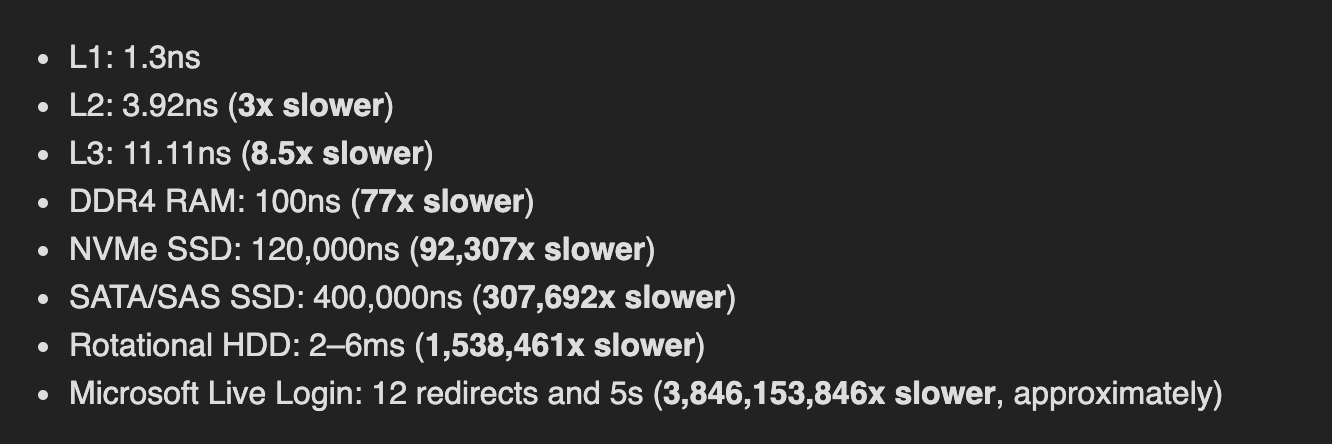 • L1: 1.3ns
• L2: 3.92ns (3x slower)
• L3: 11.11ns (8.5x slower)
• DDR4 RAM: 100ns (77x slower)
• NVMe SSD: 120,000ns (92,307x slower)
• SATA/SAS SSD: 400,000ns (307,692x slower)
• Rotational HDD: 2–6ms (1,538,461x slower)
• Microsoft Live Login: 12 redirects and 5s (3,846,153,846x slower, approximately)